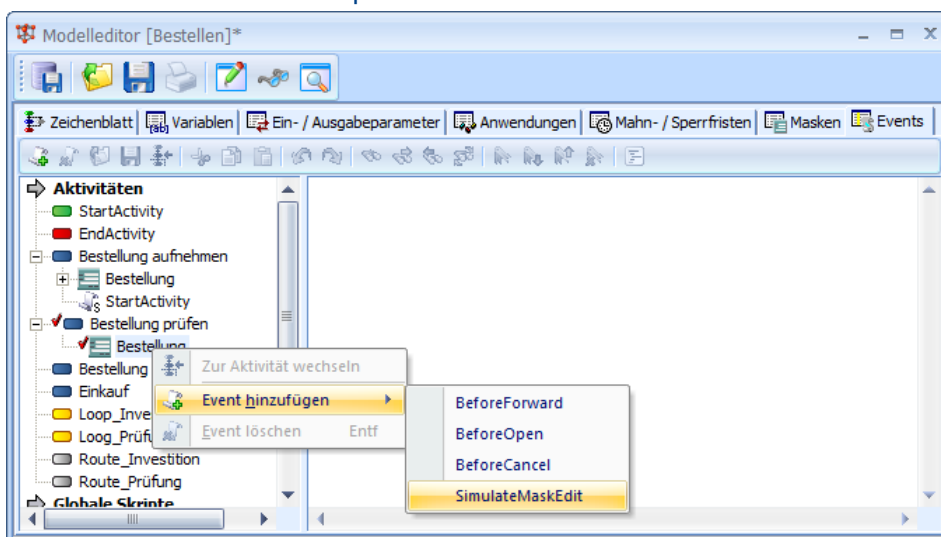 Modelleditor [Bestellen]*
Zeichenblatt Variablen Ein- / Ausgabeparameter Anwendungen Mahn- / Sperrfristen Masken Events
Aktivitäten
StartActivity
EndActivity
Bestellung aufnehmen
Bestellung
StartActivity
Bestellung prüfen
Bestellung
Bestellung
Einkauf
Loop_Inve
Loog_Prüfu
Route_Investition
Route_Prüfung
Globale Skripte
Zur Aktivität wechseln
Event hinzufügen
Event löschen Entf
BeforeForward
BeforeOpen
BeforeCancel
SimulateMaskEdit